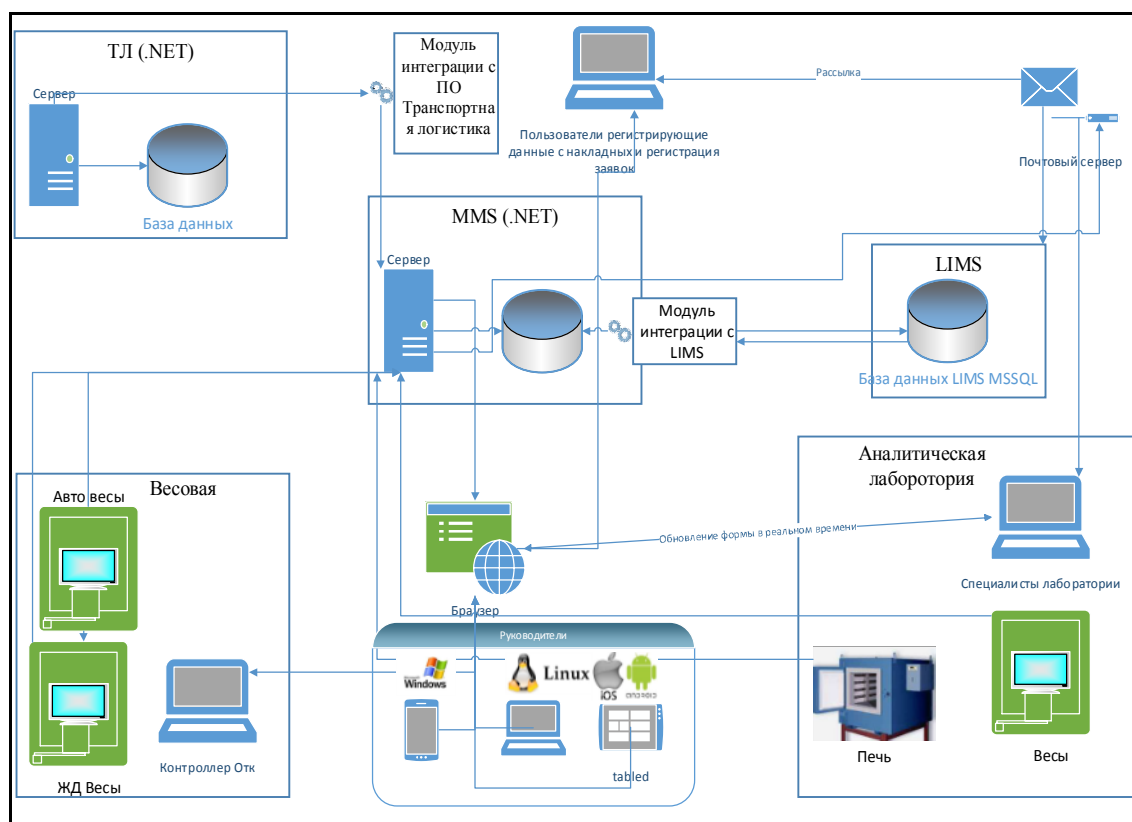 ТЛ (.NET)
Сервер
База данных
Модуль
интеграции с
ПО
Транспортна
я логистика
Пользователи регистрирующие
данные с накладных и регистрация
заявок
Рассылка
Почтовый сервер
MMS (.NET)
Сервер
Модуль
интеграции с
LIMS
LIMS
База данных LIMS MSSQL
Весовая
Авто весы
ЖД Весы
Контроллер Отк
Браузер
Обновление формы в реальном времени
Руководители
Microsoft
Windows
Linux
iOS
ANDROID
tabled
Аналитическая
лаборотория
Специалисты лаборатории
Печь
Весы